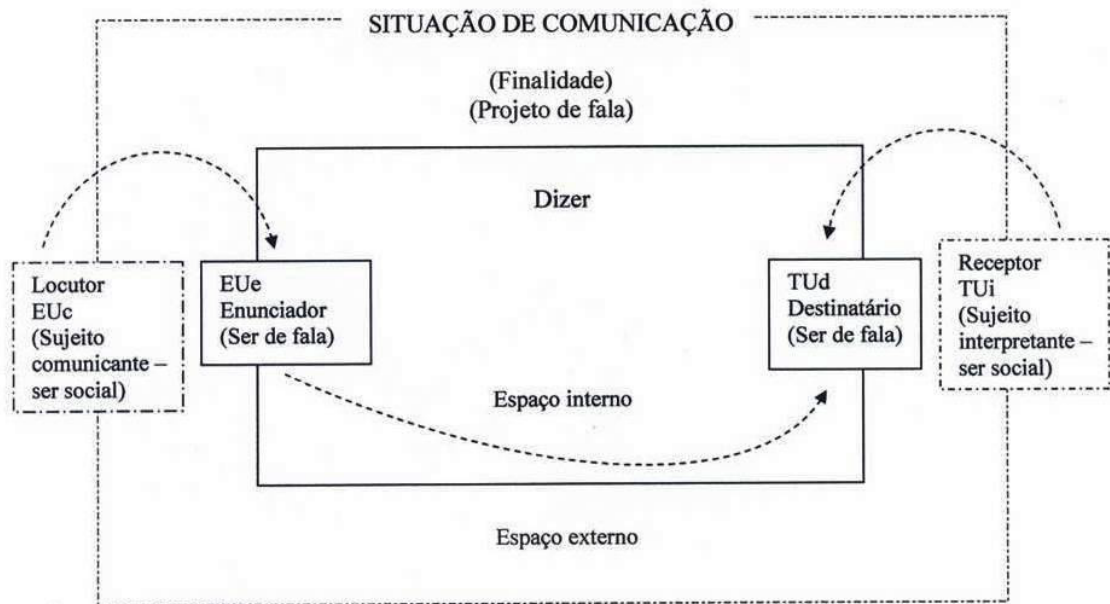 SITUAÇÃO DE COMUNICAÇÃO
(Finalidade)
(Projeto de fala)
Dizer
Locutor
EUc
(Sujeito
comunicante –
ser social)
EUe
Enunciador
(Ser de fala)
TUd
Destinatário
(Ser de fala)
Receptor
TUi
(Sujeito
interpretante –
ser social)
Espaço interno
Espaço externo